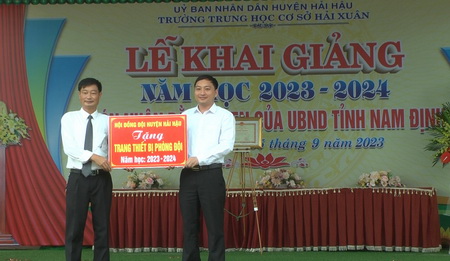 ỦY BAN NHÂN DÂN HUYỆN HẢI HẬU
TRƯỜNG TRUNG HỌC CƠ SỞ HẢI XUÂN
LỄ KHAI GIẢNG
NĂM HỌC 2023 - 2024
CỦA UBND TỈNH NAM ĐỊNH
9 năm 2023
HỘI ĐỒNG ĐỘI HUYỆN HẢI HẬU
Tặng
TRANG THIẾT BỊ PHÒNG ĐỘI
Năm học: 2023 - 2024